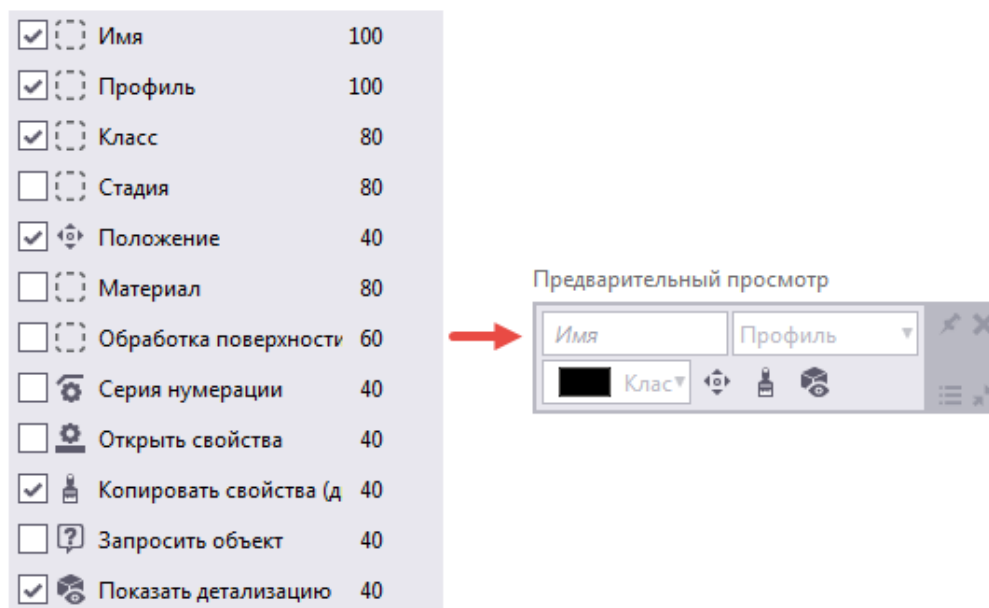 Имя 100
Профиль 100
Класс 80
Стадия 80
Положение 40
Материал 80
Обработка поверхности 60
Серия нумерации 40
Открыть свойства 40
Копировать свойства (д 40
Запросить объект 40
Показать детализацию 40
Предварительный просмотр
Имя Профиль
Клас